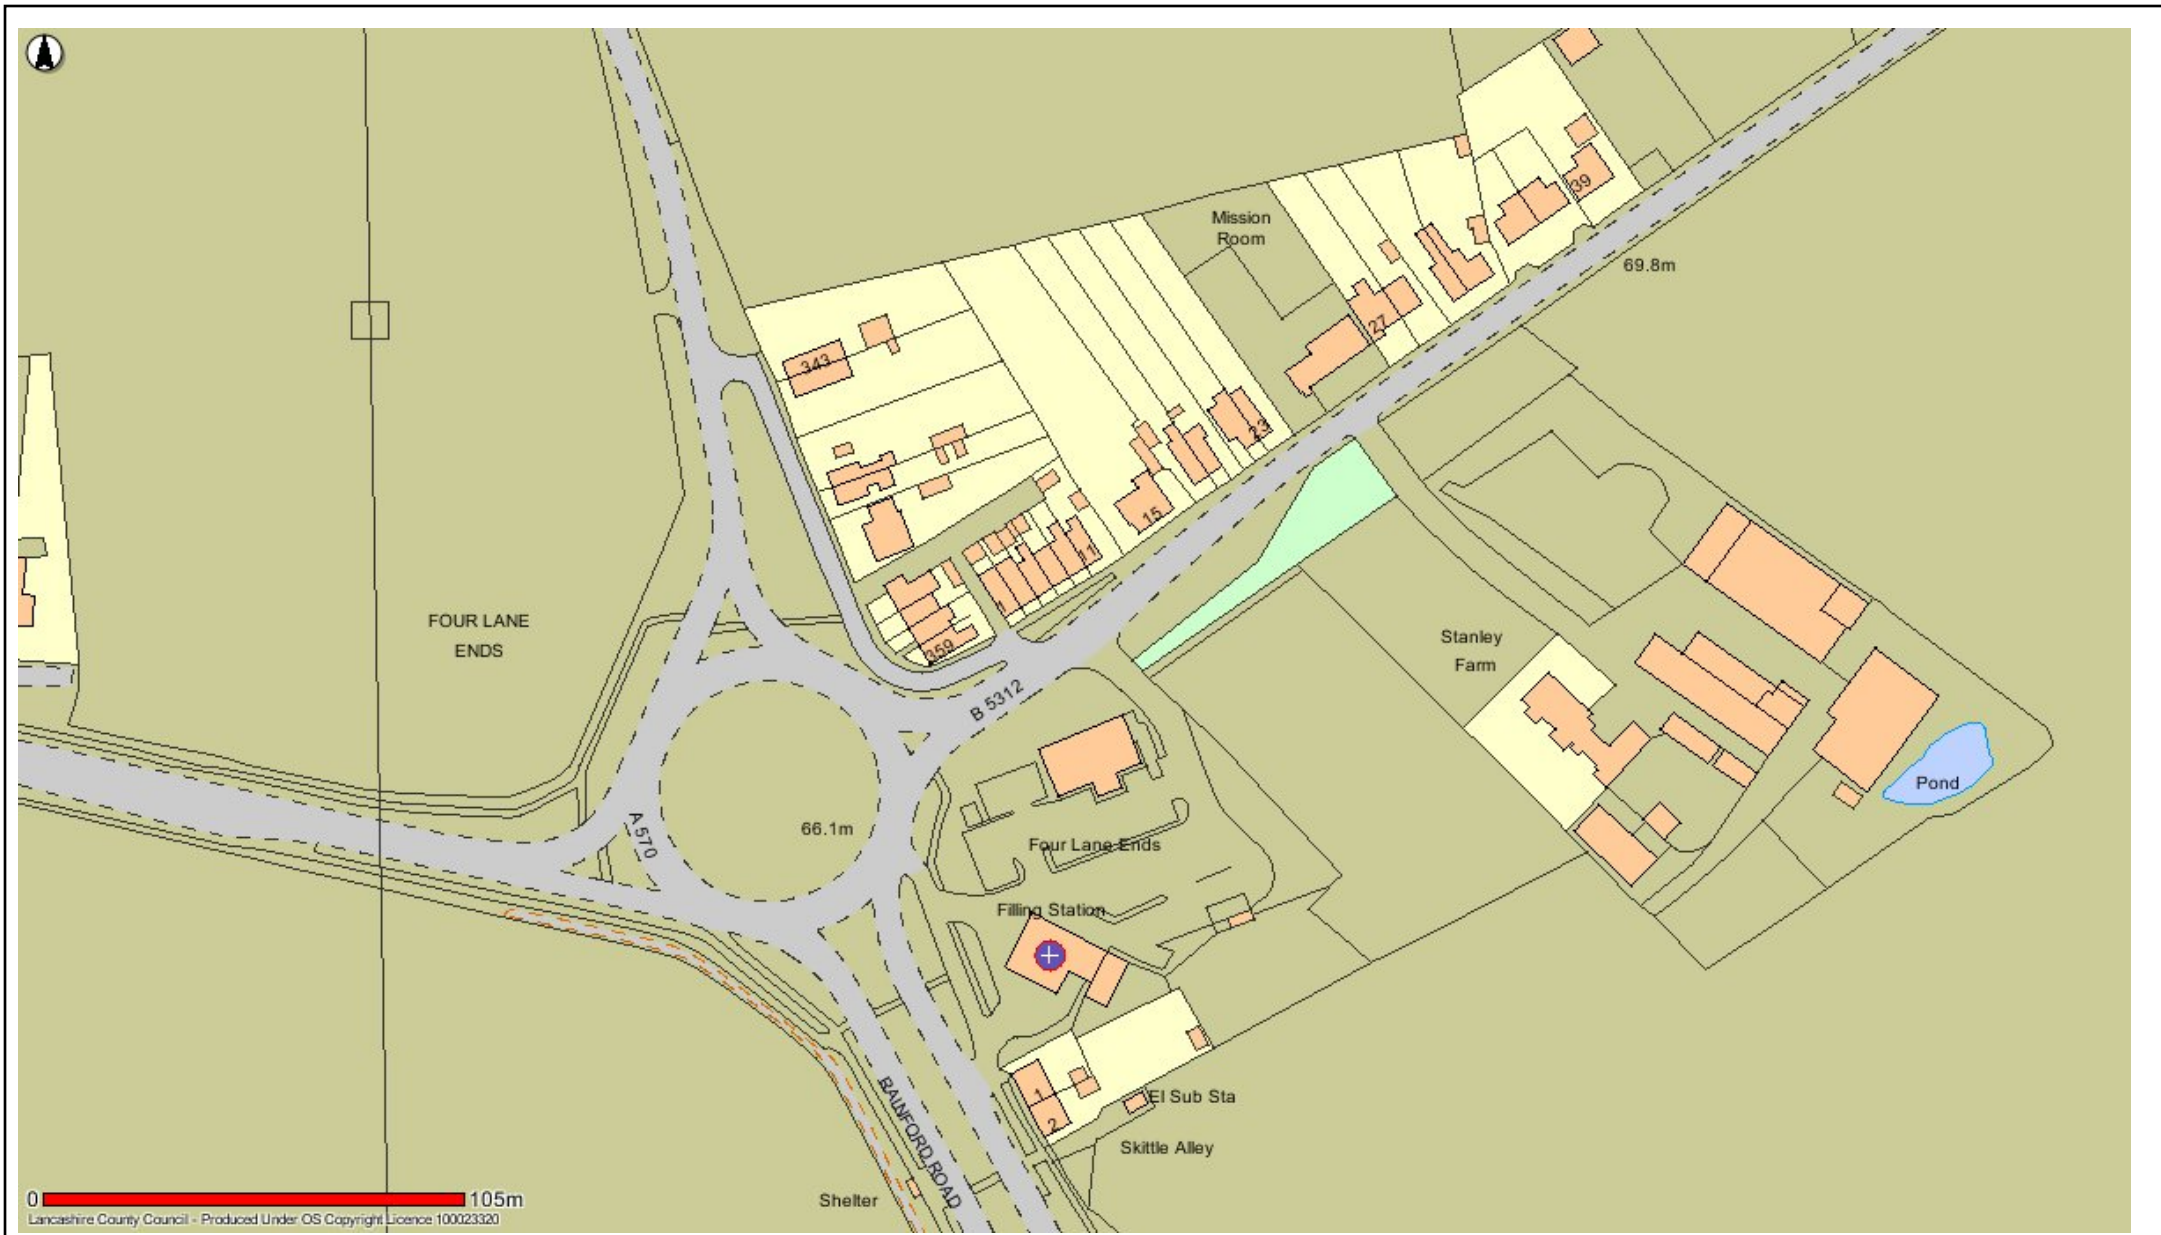 Mission
Room
39
69.8m
27
343
23
15
11
1
FOUR LANE
ENDS
359
Stanley
Farm
B 5312
Pond
A 570
66.1m
Four Lane Ends
Filling Station
1
2
El Sub Sta
RAINFORD ROAD
Skittle Alley
Shelter
0
105m
Lancashire County Council - Produced Under OS Copyright Licence 100023320